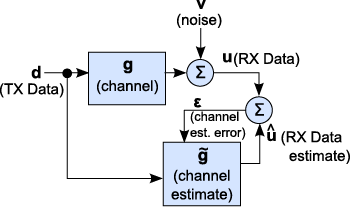 v
(noise)
d
(TX Data)
g
(channel)
Σ
u(RX Data)
ε
(channel
est. error)
Σ
g̃
(channel
estimate)
û (RX Data
estimate)